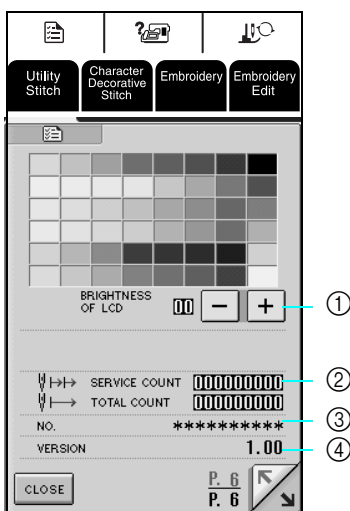 Utility
Stitch
Character
Decorative
Stitch
Embroidery
Embroidery
Edit
BRIGHTNESS
OF LCD 00 − +
①
SERVICE COUNT 000000000
②
TOTAL COUNT 000000000
NO. **********
③
VERSION 1.00
④
CLOSE
P. 6
P. 6